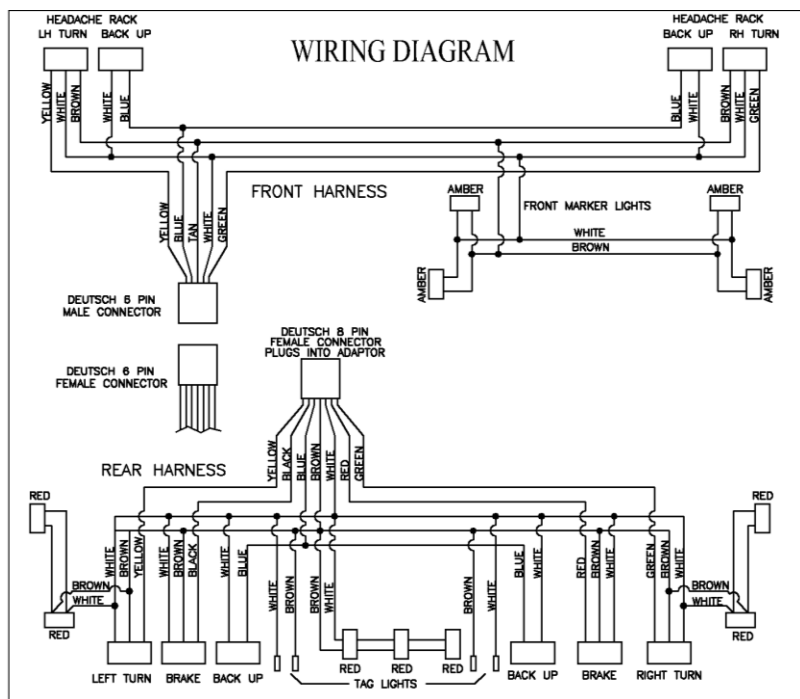 HEADACHE RACK
LH TURN BACK UP
WIRING DIAGRAM
HEADACHE RACK
BACK UP RH TURN
YELLOW
WHITE
BROWN
WHITE
BLUE
BLUE
WHITE
BROWN
WHITE
GREEN
FRONT HARNESS
YELLOW
BLUE
TAN
WHITE
GREEN
AMBER
FRONT MARKER LIGHTS
AMBER
WHITE
BROWN
AMBER
AMBER
DEUTSCH 6 PIN
MALE CONNECTOR
DEUTSCH 6 PIN
FEMALE CONNECTOR
DEUTSCH 8 PIN
FEMALE CONNECTOR
PLUGS INTO ADAPTOR
REAR HARNESS
YELLOW
BLACK
BLUE
BROWN
WHITE
RED
GREEN
RED
RED
WHITE
BROWN
YELLOW
WHITE
BROWN
BLACK
WHITE
BLUE
WHITE
BROWN
BROWN
WHITE
BROWN
WHITE
BLUE
WHITE
RED
BROWN
WHITE
GREEN
BROWN
WHITE
BROWN
WHITE
BROWN
WHITE
RED
RED
LEFT TURN
BRAKE
BACK UP
RED
RED
RED
TAG LIGHTS
BACK UP
BRAKE
RIGHT TURN